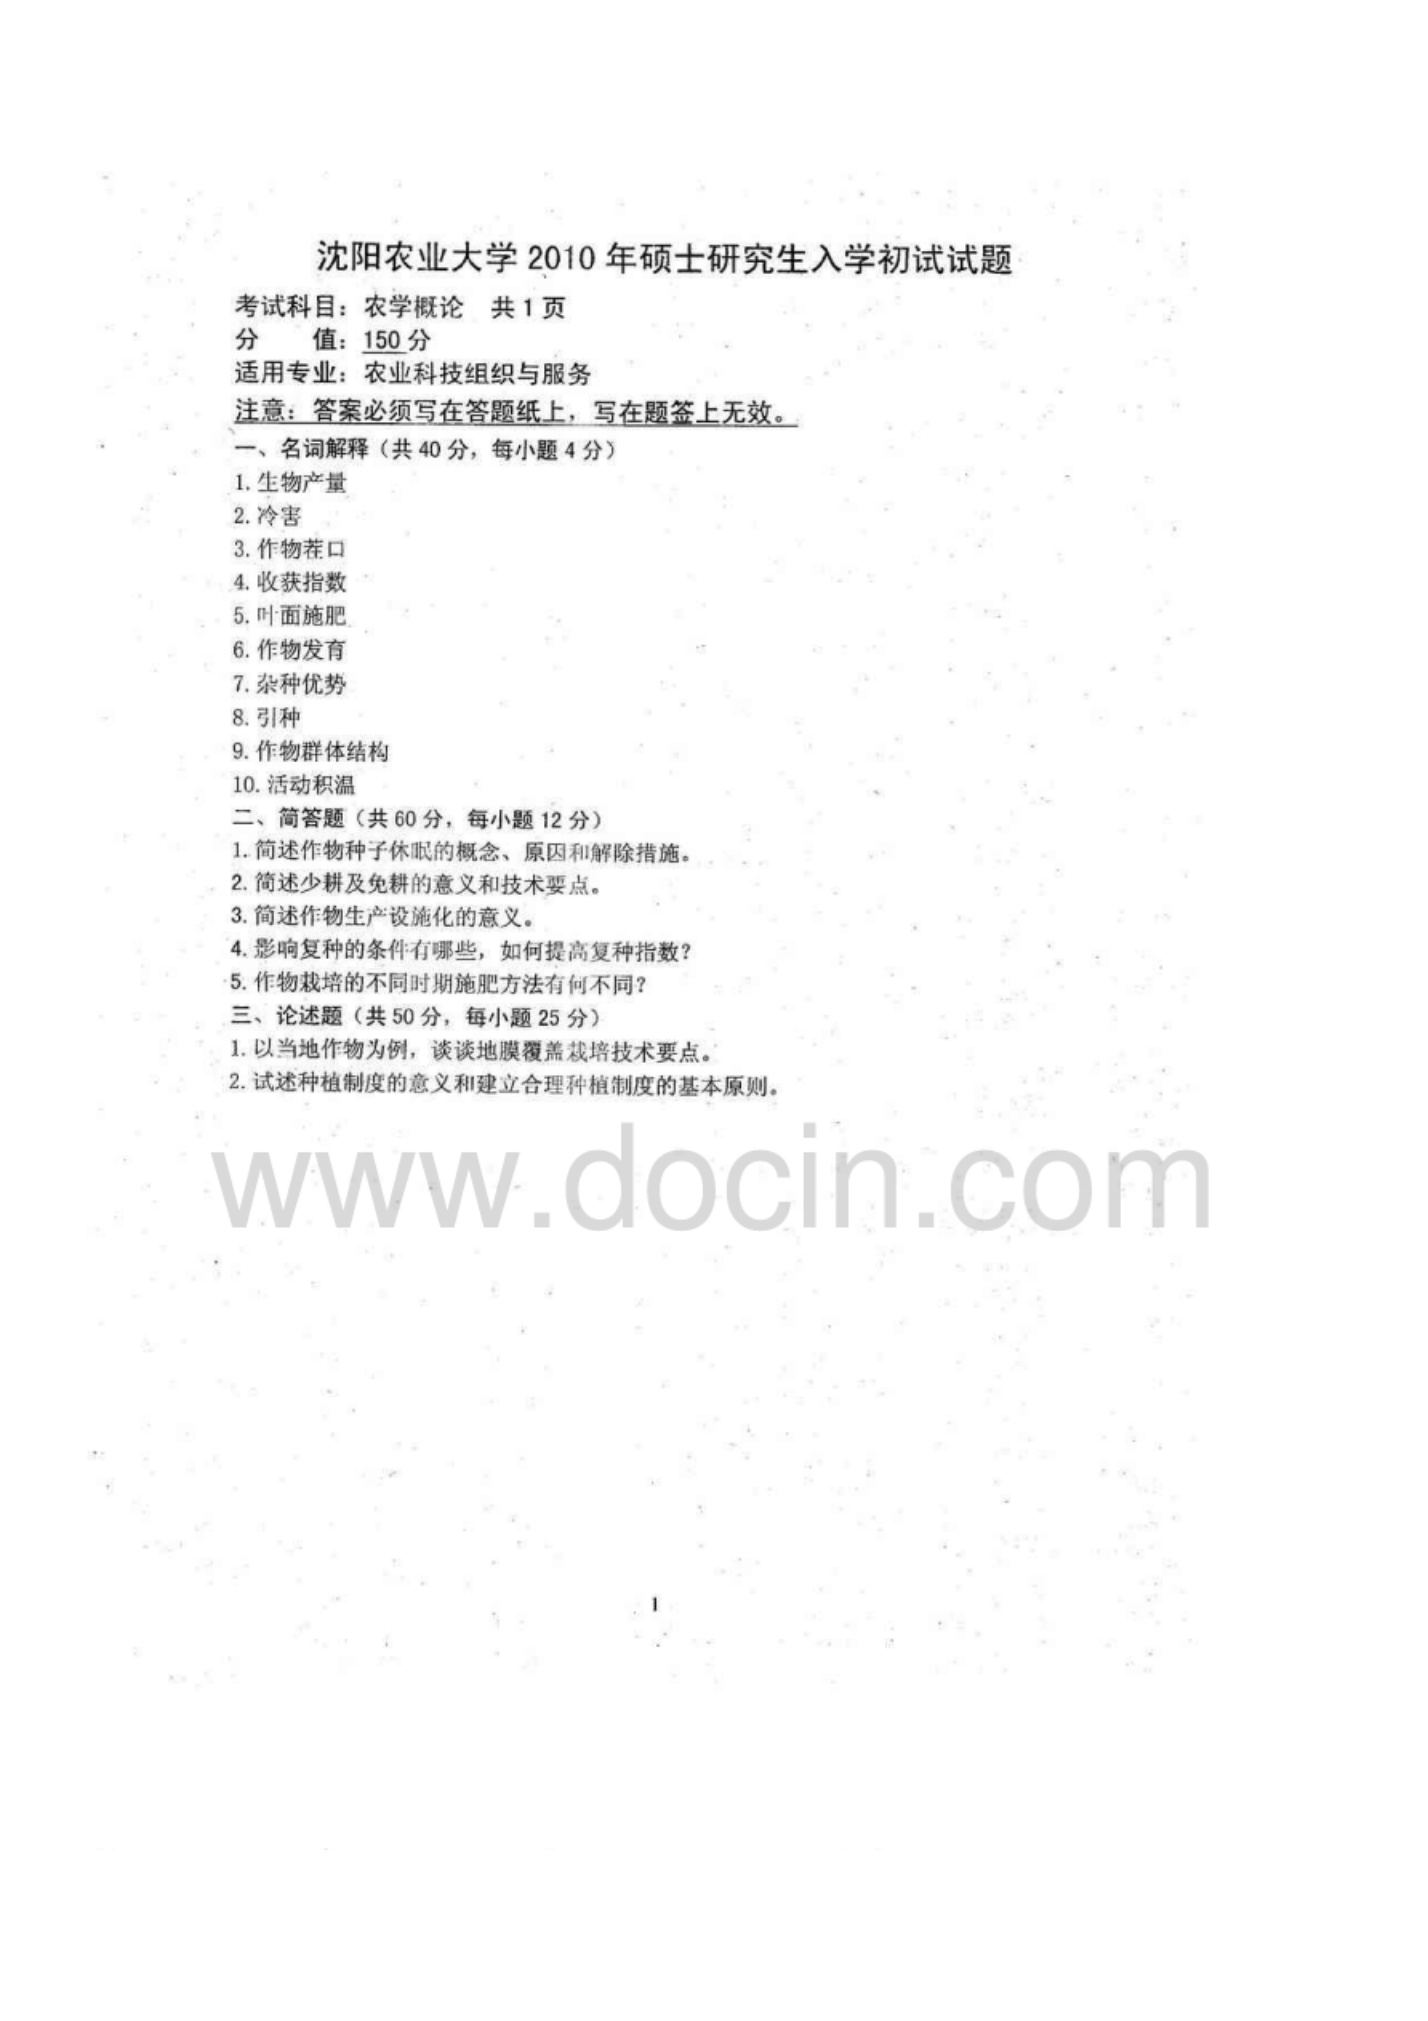 沈阳农业大学2010年硕士研究生入学初试试题
考试科目：农学概论 共1页
分 值：150分
适用专业：农业科技组织与服务
注意：答案必须写在答题纸上，写在题签上无效。
一、名词解释（共40分，每小题4分）
1.生物产量
2.冷害
3.作物茬口
4.收获指数
5.叶面施肥
6.作物发育
7.杂种优势
8.引种
9.作物群体结构
10.活动积温
二、简答题（共60分，每小题12分）
1.简述作物种子休眠的概念、原因和解除措施。
2.简述少耕及免耕的意义和技术要点。
3.简述作物生产设施化的意义。
4.影响复种的条件有哪些，如何提高复种指数？
5.作物栽培的不同时期施肥方法有何不同？
三、论述题（共50分，每小题25分）
1.以当地作物为例，谈谈地膜覆盖栽培技术要点。
2.试述种植制度的意义和建立合理种植制度的基本原则。
www.docin.com
1